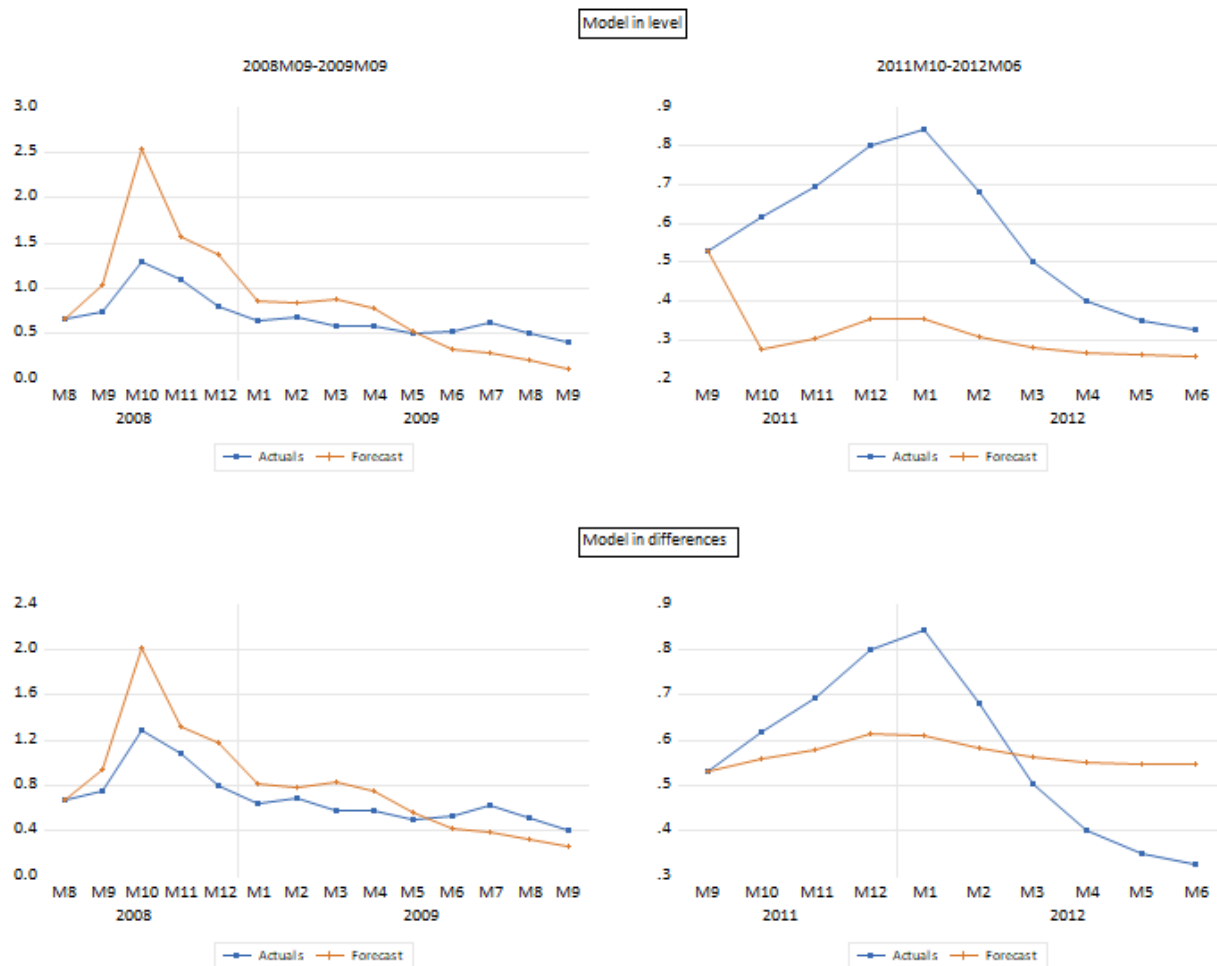 Model in level
2008M09-2009M09
3.0
2.5
2.0
1.5
1.0
0.5
0.0
M8 M9 M10 M11 M12 M1 M2 M3 M4 M5 M6 M7 M8 M9
2008 2009
Actuals Forecast
2011M10-2012M06
.9
.8
.7
.6
.5
.4
.3
.2
M9 M10 M11 M12 M1 M2 M3 M4 M5 M6
2011 2012
Actuals Forecast
Model in differences
2.4
2.0
1.6
1.2
0.8
0.4
0.0
M8 M9 M10 M11 M12 M1 M2 M3 M4 M5 M6 M7 M8 M9
2008 2009
Actuals Forecast
.9
.8
.7
.6
.5
.4
.3
M9 M10 M11 M12 M1 M2 M3 M4 M5 M6
2011 2012
Actuals Forecast